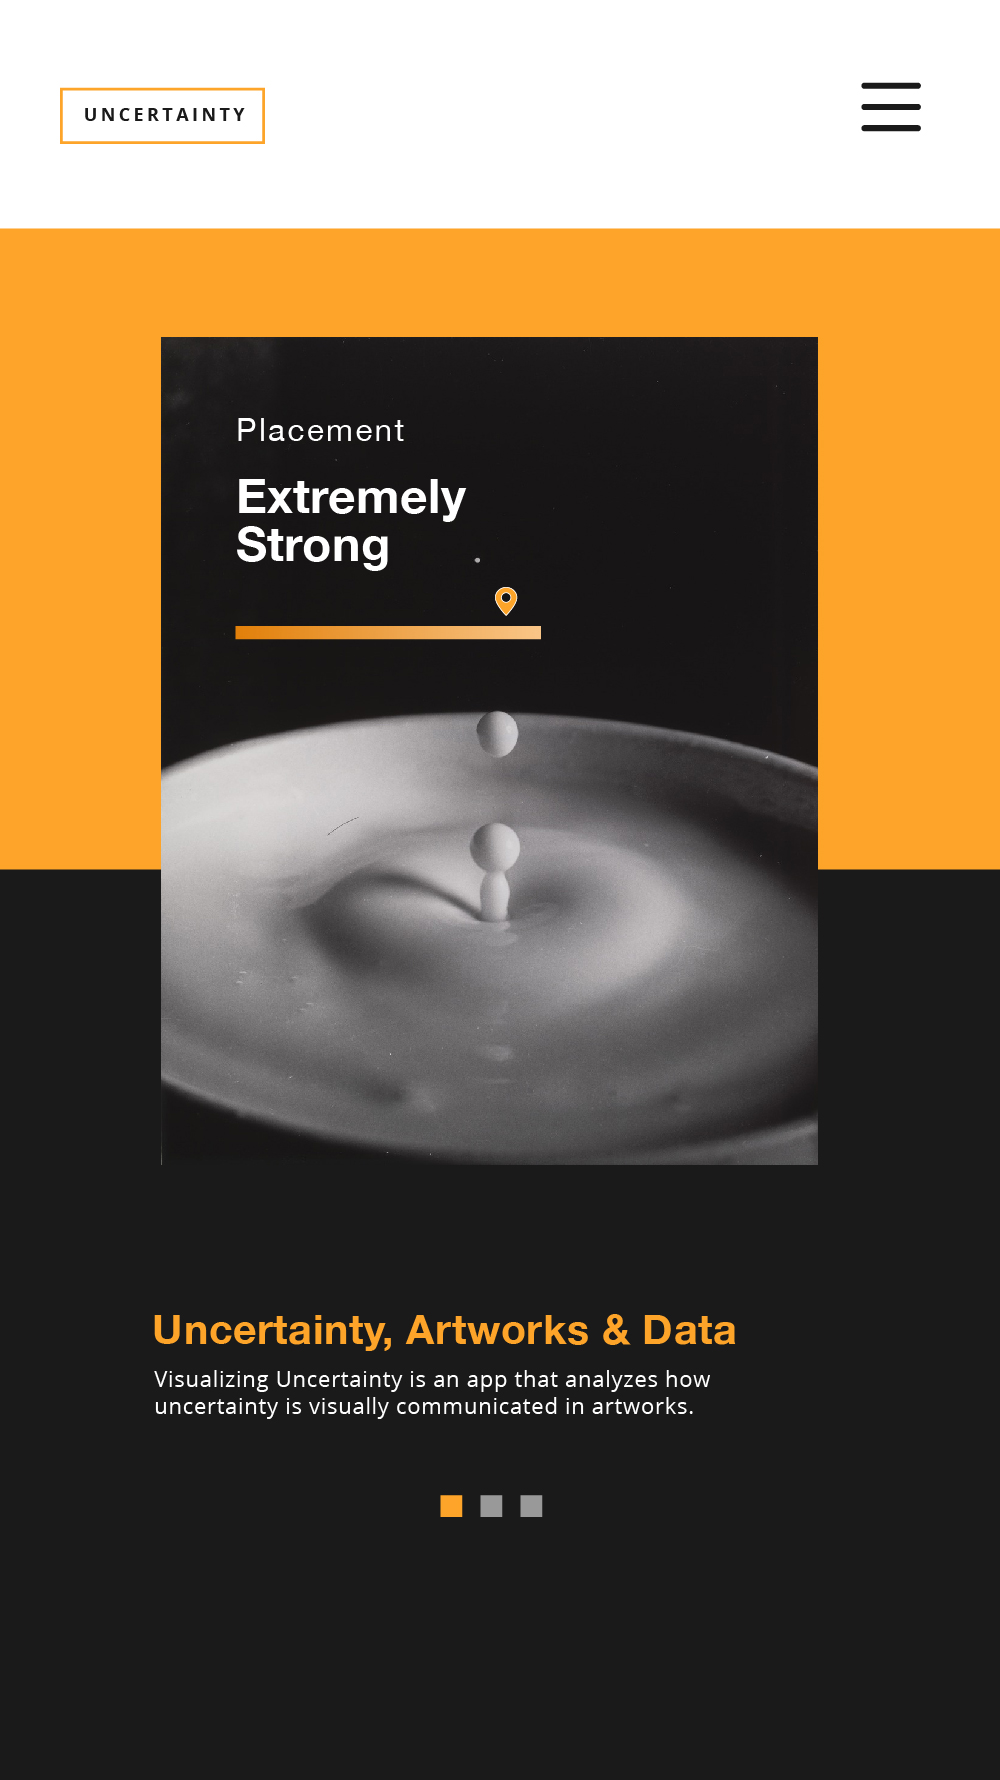 UNCERTAINTY
Placement
Extremely
Strong
Uncertainty, Artworks & Data
Visualizing Uncertainty is an app that analyzes how
uncertainty is visually communicated in artworks.